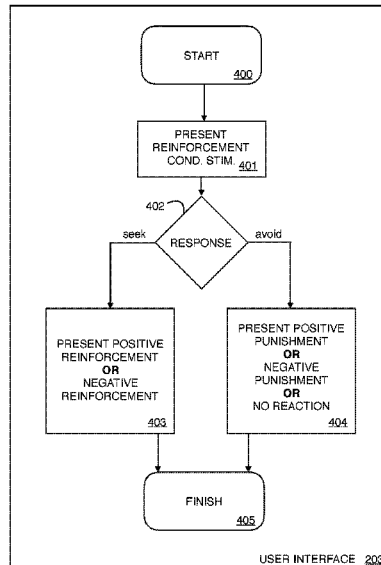 START
400
PRESENT
REINFORCEMENT
COND. STIM.
401
402
RESPONSE
seek
avoid
PRESENT POSITIVE
REINFORCEMENT
OR
NEGATIVE
REINFORCEMENT
403
PRESENT POSITIVE
PUNISHMENT
OR
NEGATIVE
PUNISHMENT
OR
NO REACTION
404
FINISH
405
USER INTERFACE 203